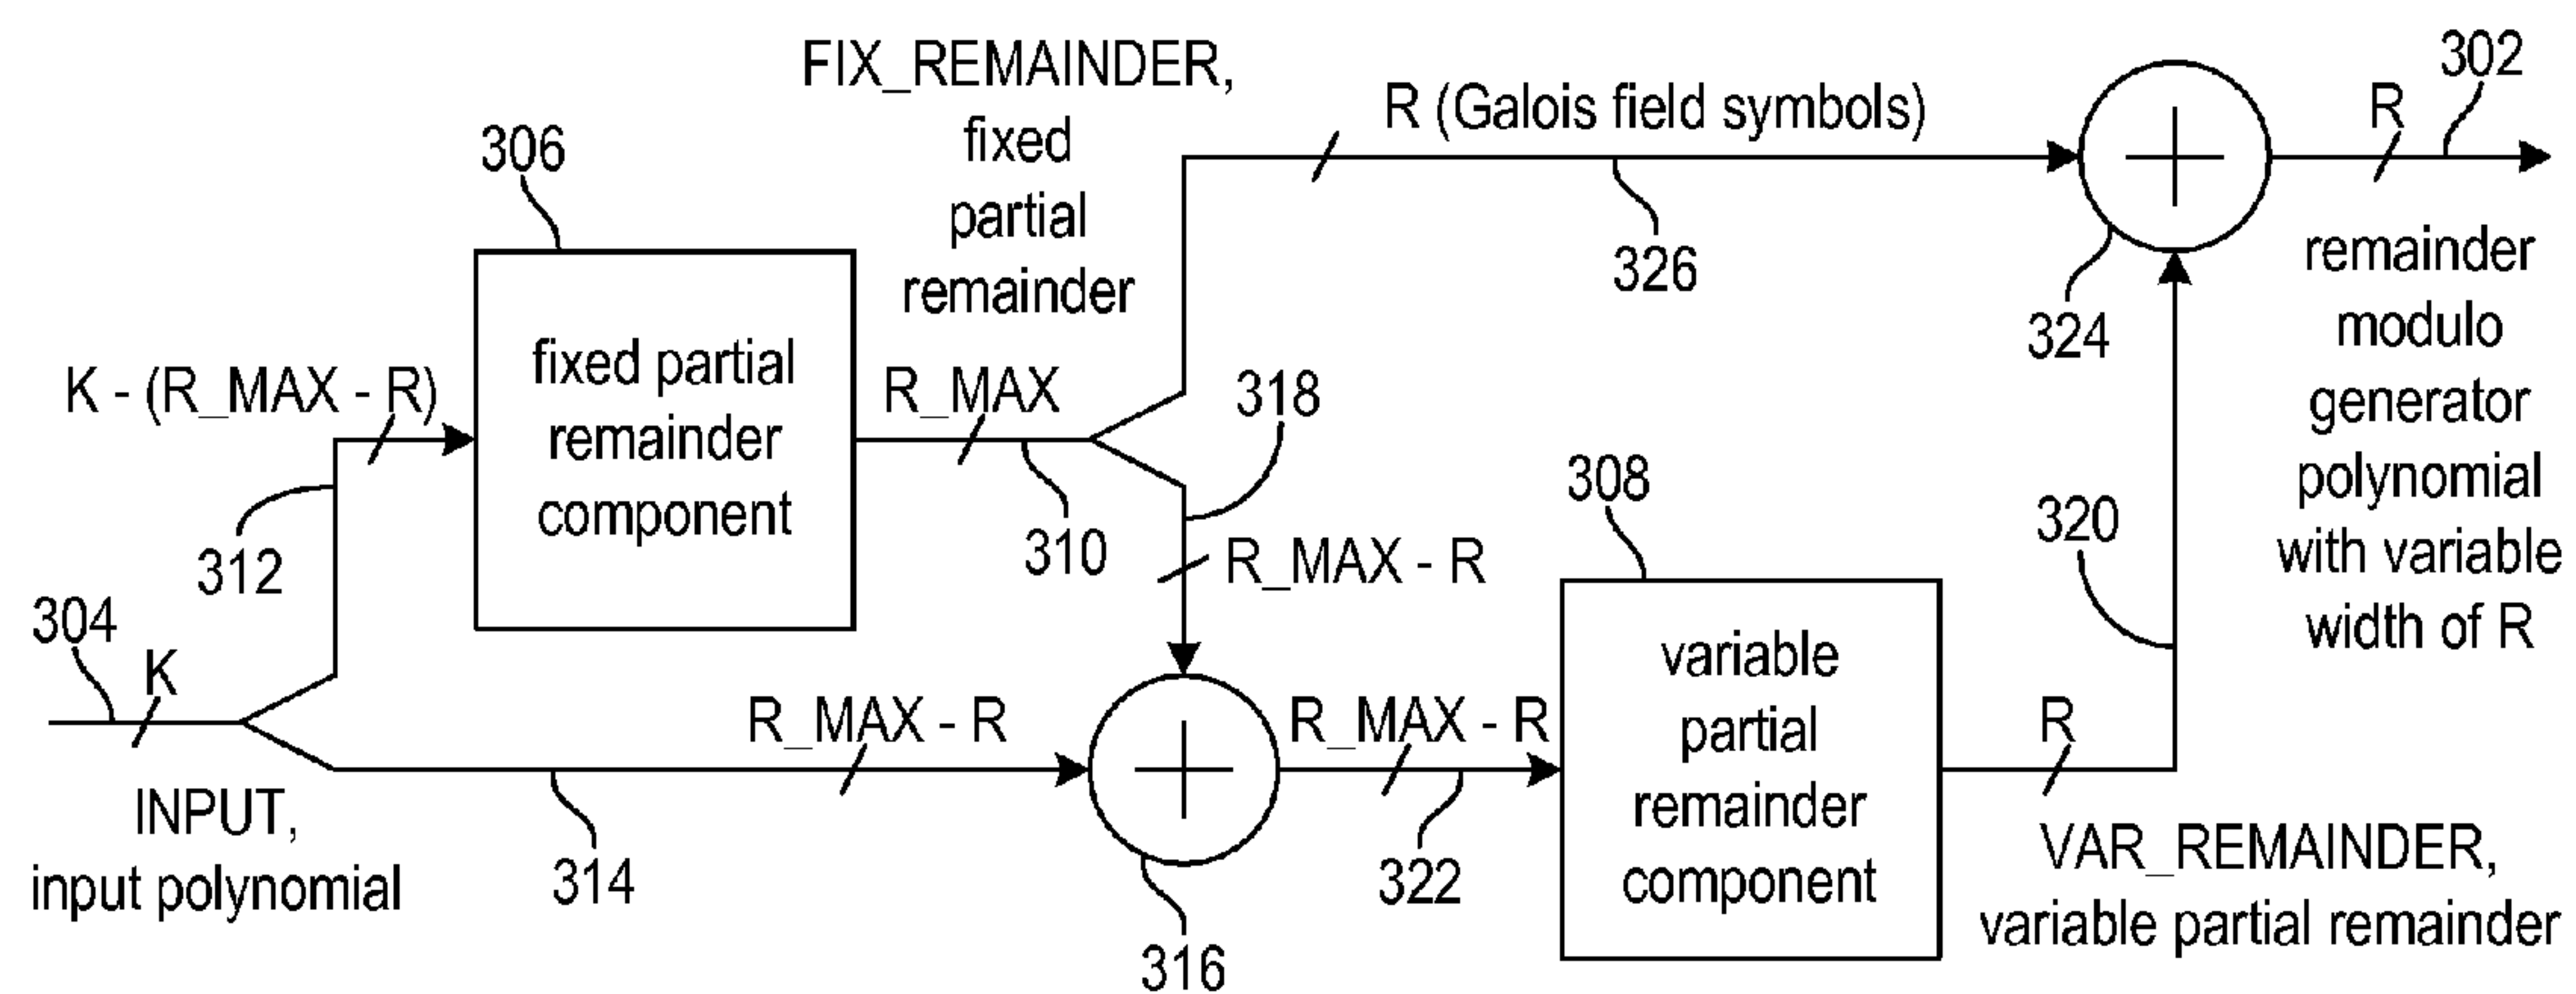 FIX_REMAINDER,
fixed
partial
remainder
306
R (Galois field symbols)
326
302
R
324
remainder
modulo
generator
polynomial
with variable
width of R
K - (R_MAX - R)
fixed partial
remainder
component
R_MAX
310
318
R_MAX - R
312
304
K
INPUT,
input polynomial
R_MAX - R
314
316
R_MAX - R
322
308
variable
partial
remainder
component
320
R
VAR_REMAINDER,
variable partial remainder